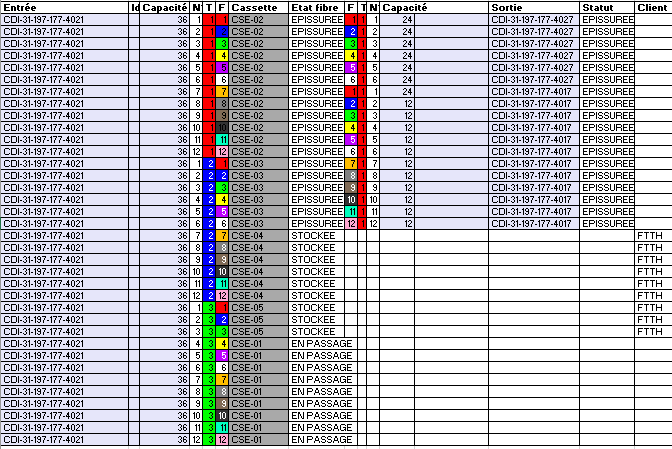 Entrée Id Capacité N T F Cassette Etat fibre F T N Capacité Sortie Statut Client
CDI-31-197-177-4021 36 1 1 1 CSE-02 EPISSUREE 1 1 1 24 CDI-31-197-177-4027 EPISSUREE
CDI-31-197-177-4021 36 2 1 2 CSE-02 EPISSUREE 2 1 2 24 CDI-31-197-177-4027 EPISSUREE
CDI-31-197-177-4021 36 3 1 3 CSE-02 EPISSUREE 3 1 3 24 CDI-31-197-177-4027 EPISSUREE
CDI-31-197-177-4021 36 4 1 4 CSE-02 EPISSUREE 4 1 4 24 CDI-31-197-177-4027 EPISSUREE
CDI-31-197-177-4021 36 5 1 5 CSE-02 EPISSUREE 5 1 5 24 CDI-31-197-177-4027 EPISSUREE
CDI-31-197-177-4021 36 6 1 6 CSE-02 EPISSUREE 6 1 6 24 CDI-31-197-177-4027 EPISSUREE
CDI-31-197-177-4021 36 7 1 7 CSE-02 EPISSUREE 1 1 1 24 CDI-31-197-177-4017 EPISSUREE
CDI-31-197-177-4021 36 8 1 8 CSE-02 EPISSUREE 2 1 2 12 CDI-31-197-177-4017 EPISSUREE
CDI-31-197-177-4021 36 9 1 9 CSE-02 EPISSUREE 3 1 3 12 CDI-31-197-177-4017 EPISSUREE
CDI-31-197-177-4021 36 10 1 10 CSE-02 EPISSUREE 4 1 4 12 CDI-31-197-177-4017 EPISSUREE
CDI-31-197-177-4021 36 11 1 11 CSE-02 EPISSUREE 5 1 5 12 CDI-31-197-177-4017 EPISSUREE
CDI-31-197-177-4021 36 12 1 12 CSE-02 EPISSUREE 6 1 6 12 CDI-31-197-177-4017 EPISSUREE
CDI-31-197-177-4021 36 1 2 1 CSE-03 EPISSUREE 7 1 7 12 CDI-31-197-177-4017 EPISSUREE
CDI-31-197-177-4021 36 2 2 2 CSE-03 EPISSUREE 8 1 8 12 CDI-31-197-177-4017 EPISSUREE
CDI-31-197-177-4021 36 3 2 3 CSE-03 EPISSUREE 9 1 9 12 CDI-31-197-177-4017 EPISSUREE
CDI-31-197-177-4021 36 4 2 4 CSE-03 EPISSUREE 10 1 10 12 CDI-31-197-177-4017 EPISSUREE
CDI-31-197-177-4021 36 5 2 5 CSE-03 EPISSUREE 11 1 11 12 CDI-31-197-177-4017 EPISSUREE
CDI-31-197-177-4021 36 6 2 6 CSE-03 EPISSUREE 12 1 12 12 CDI-31-197-177-4017 EPISSUREE
CDI-31-197-177-4021 36 7 2 7 CSE-04 STOCKEE FTTH
CDI-31-197-177-4021 36 8 2 8 CSE-04 STOCKEE FTTH
CDI-31-197-177-4021 36 9 2 9 CSE-04 STOCKEE FTTH
CDI-31-197-177-4021 36 10 2 10 CSE-04 STOCKEE FTTH
CDI-31-197-177-4021 36 11 2 11 CSE-04 STOCKEE FTTH
CDI-31-197-177-4021 36 12 2 12 CSE-04 STOCKEE FTTH
CDI-31-197-177-4021 36 1 3 1 CSE-05 STOCKEE FTTH
CDI-31-197-177-4021 36 2 3 2 CSE-05 STOCKEE FTTH
CDI-31-197-177-4021 36 3 3 3 CSE-05 STOCKEE FTTH
CDI-31-197-177-4021 36 4 3 4 CSE-01 EN PASSAGE
CDI-31-197-177-4021 36 5 3 5 CSE-01 EN PASSAGE
CDI-31-197-177-4021 36 6 3 6 CSE-01 EN PASSAGE
CDI-31-197-177-4021 36 7 3 7 CSE-01 EN PASSAGE
CDI-31-197-177-4021 36 8 3 8 CSE-01 EN PASSAGE
CDI-31-197-177-4021 36 9 3 9 CSE-01 EN PASSAGE
CDI-31-197-177-4021 36 10 3 10 CSE-01 EN PASSAGE
CDI-31-197-177-4021 36 11 3 11 CSE-01 EN PASSAGE
CDI-31-197-177-4021 36 12 3 12 CSE-01 EN PASSAGE